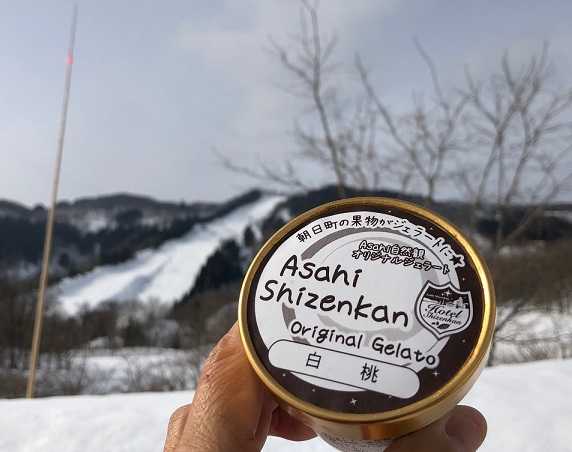 朝日町の果物がジェラートに☆
Asahi自然観
オリジナルジェラート
Asahi
Shizenkan
Original Gelato
白桃
Hotel
Shizenkan